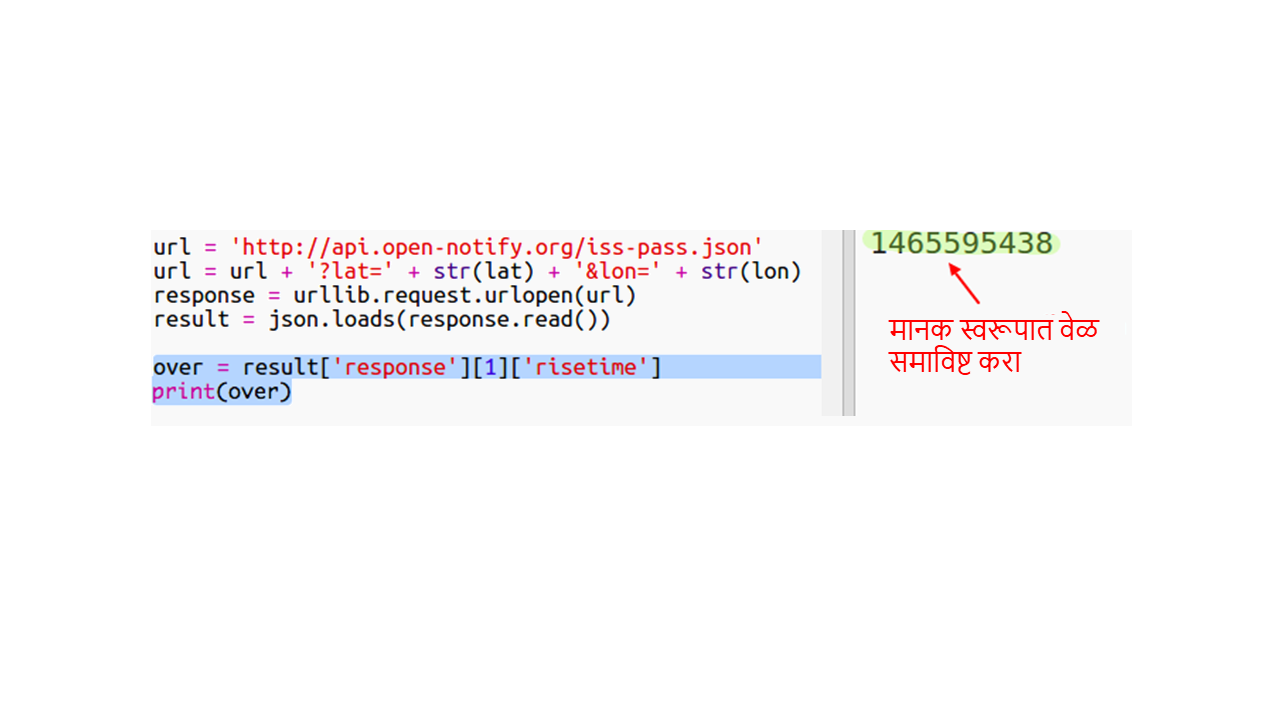 url = 'http://api.open-notify.org/iss-pass.json'
url = url + '?lat=' + str(lat) + '&lon=' + str(lon)
response = urllib.request.urlopen(url)
result = json.loads(response.read())
over = result['response'][1]['risetime']
print(over)
1465595438
मानक स्वरूपात वेळ
समाविष्ट करा